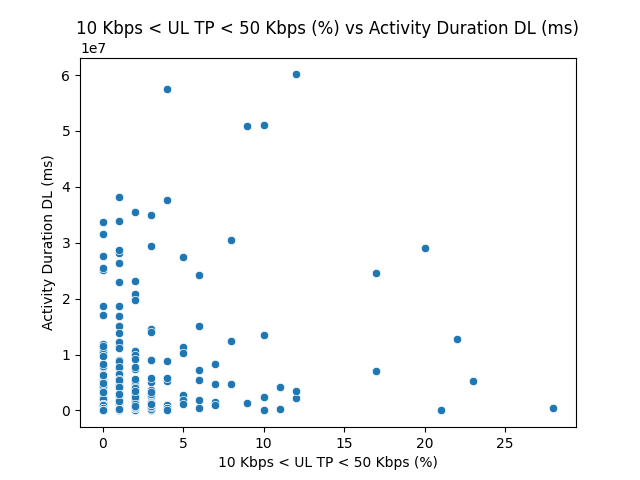 10 Kbps < UL TP < 50 Kbps (%) vs Activity Duration DL (ms)
1e7
6
5
4
3
2
1
0
Activity Duration DL (ms)
0 5 10 15 20 25
10 Kbps < UL TP < 50 Kbps (%)